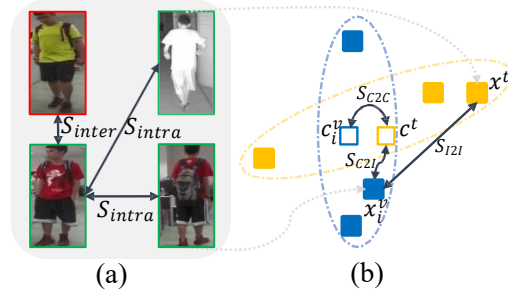 S_inter
S_intra
S_intra
(a)
x^t
S_C2C
c_i^v
c^t
S_C2I
S_I2I
x_i^v
(b)